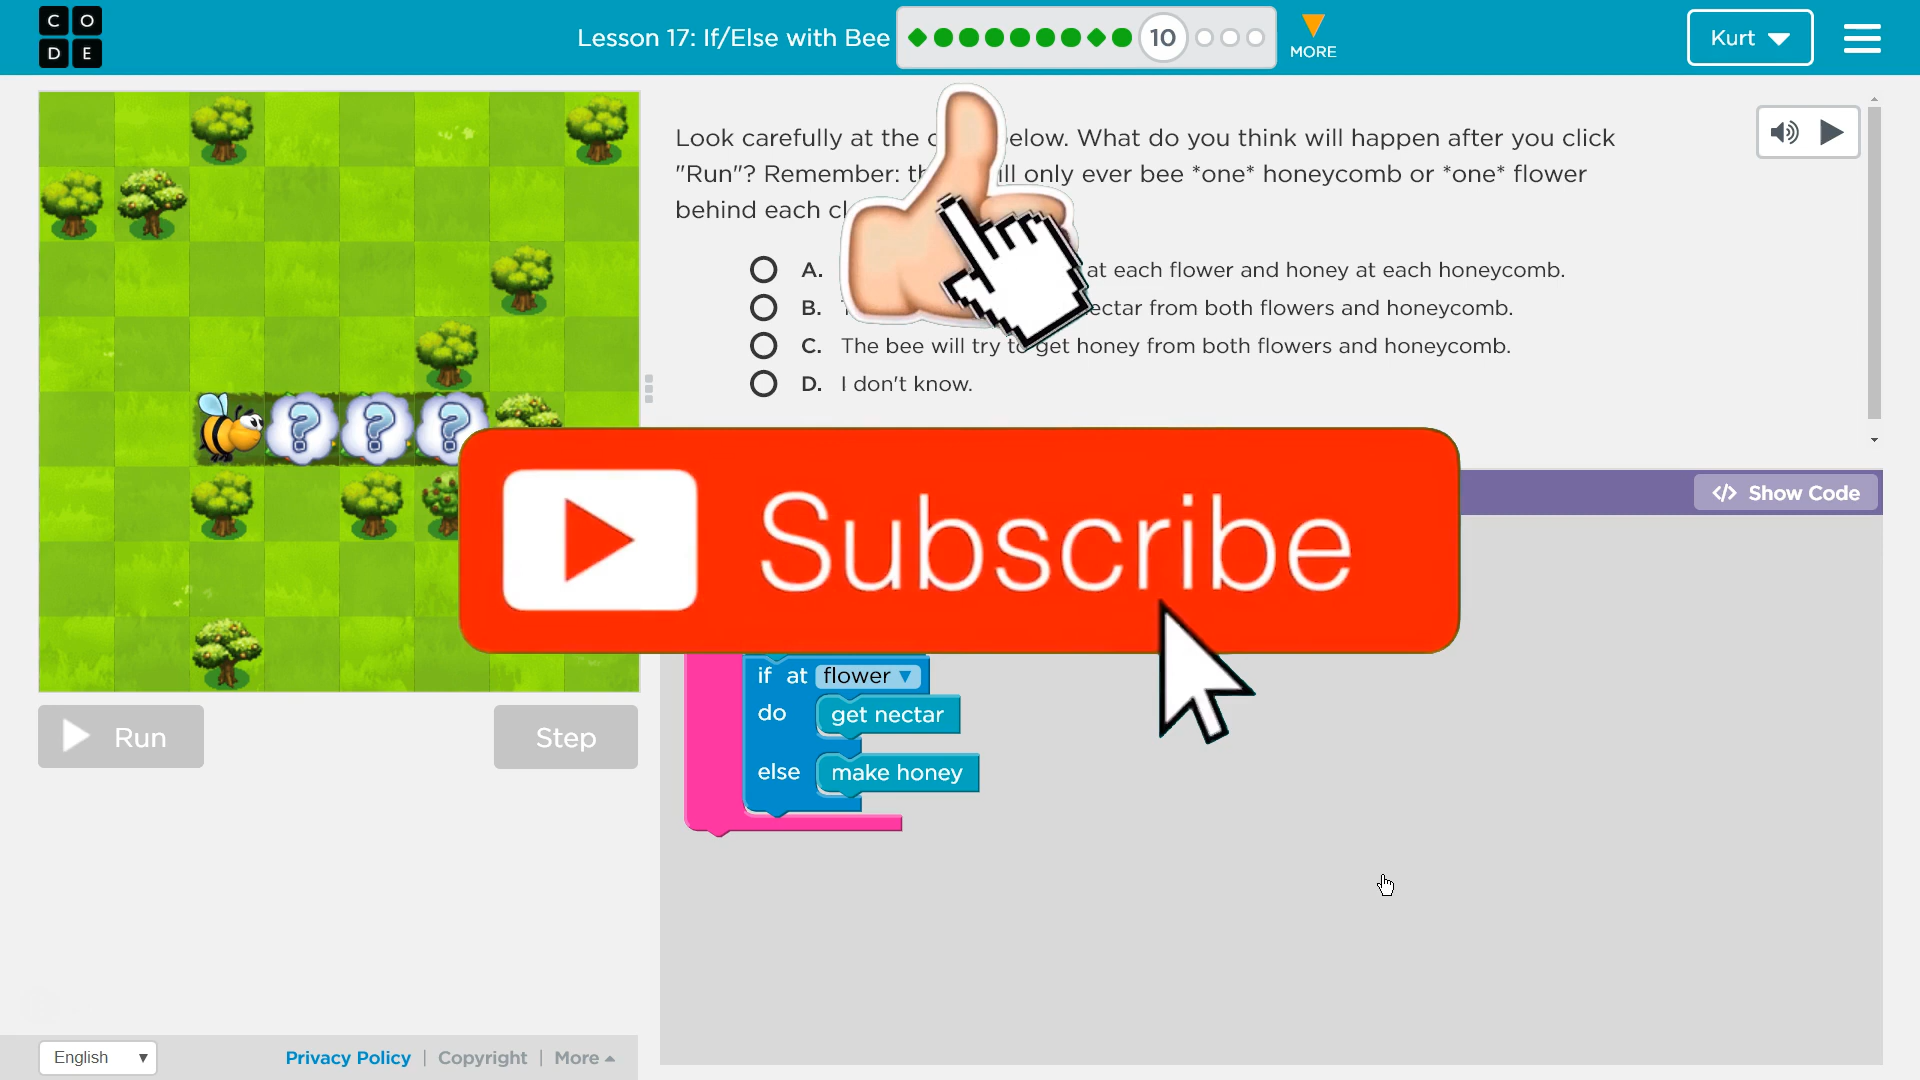 C O
D E
Lesson 17: If/Else with Bee
10
MORE
Kurt
Look carefully at the elow. What do you think will happen after you click
"Run"? Remember: ill only ever bee *one* honeycomb or *one* flower
behind each
A. at each flower and honey at each honeycomb.
B. ectar from both flowers and honeycomb.
C. The bee will try to get honey from both flowers and honeycomb.
D. I don't know.
? ? ?
Show Code
Subscribe
if at flower
do get nectar
else make honey
Run
Step
English
Privacy Policy | Copyright | More